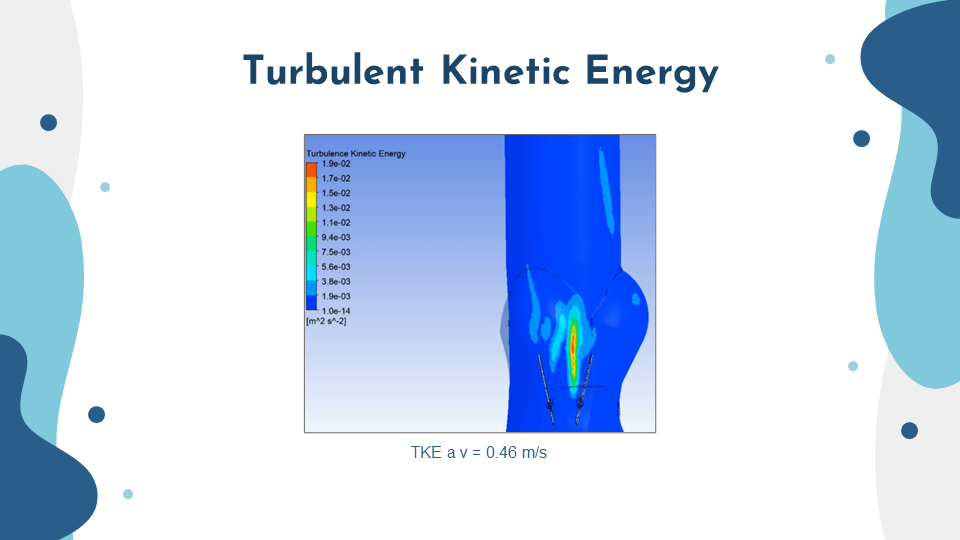 Turbulent Kinetic Energy
Turbulence Kinetic Energy
1.9e-02
1.7e-02
1.5e-02
1.3e-02
1.1e-02
9.4e-03
7.5e-03
5.6e-03
3.8e-03
1.9e-03
1.0e-14
[m^2 s^-2]
TKE a v = 0.46 m/s